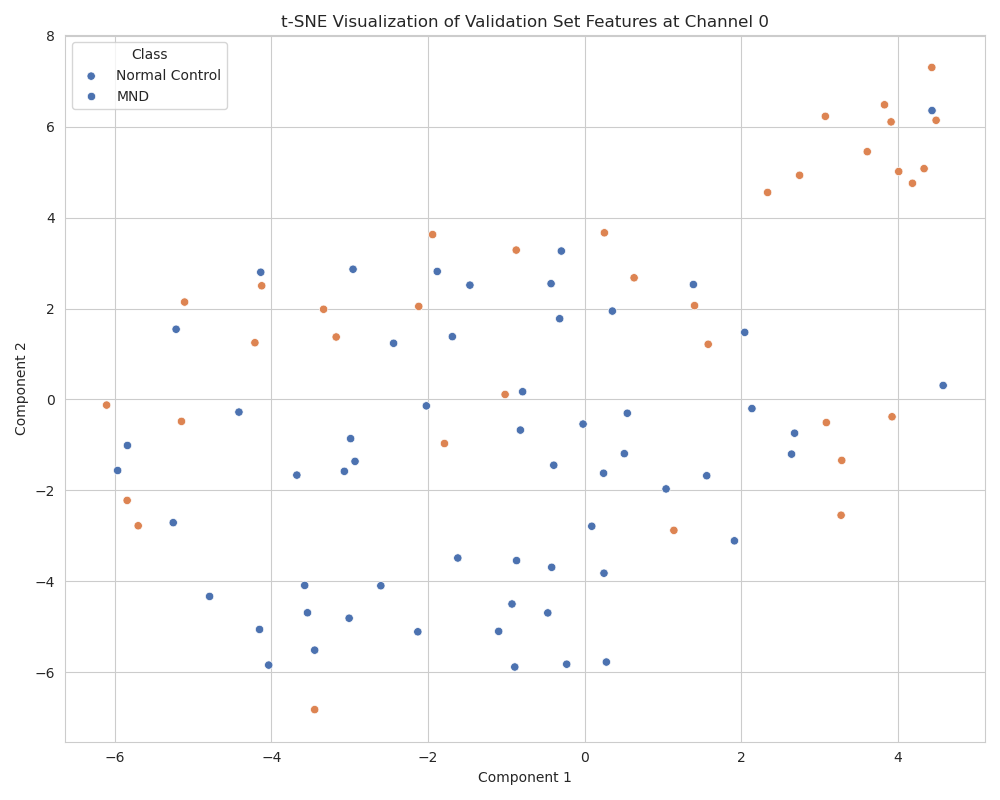 t-SNE Visualization of Validation Set Features at Channel 0
Class
Normal Control
MND
8
6
4
2
0
−2
−4
−6
Component 2
−6
−4
−2
0
2
4
Component 1